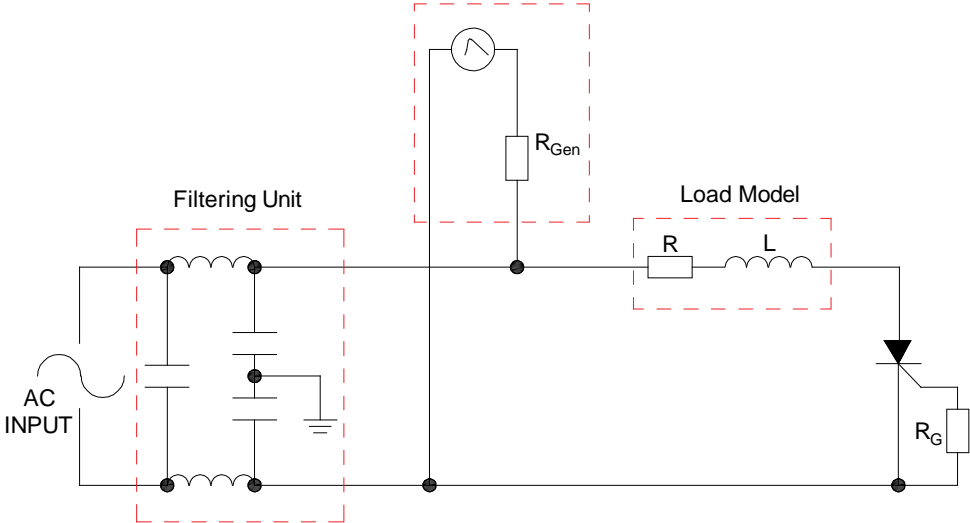 R_Gen
Filtering Unit
Load Model
R
L
AC
INPUT
R_G